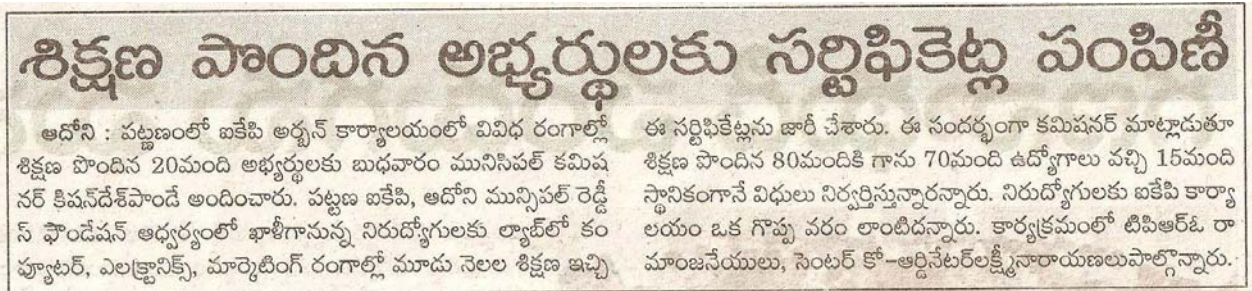 శిక్షణ పొందిన అభ్యర్థులకు సర్టిఫికెట్ల పంపిణీ
ఆదోని : పట్టణంలో ఐకేపి అర్బన్ కార్యాలయంలో వివిధ రంగాల్లో
శిక్షణ పొందిన 20మంది అభ్యర్థులకు బుధవారం మునిసిపల్ కమిష
నర్ కిషన్‌దేశ్‌పాండే అందించారు. పట్టణ ఐకేపి, ఆదోని మున్సిపల్ రెడ్డీ
స్ ఫౌండేషన్ ఆధ్వర్యంలో ఖాళీగానున్న నిరుద్యోగులకు ల్యాబ్‌లో కం
ప్యూటర్, ఎలక్ట్రానిక్స్, మార్కెటింగ్ రంగాల్లో మూడు నెలల శిక్షణ ఇచ్చి
ఈ సర్టిఫికేట్లను జారీ చేశారు. ఈ సందర్భంగా కమిషనర్ మాట్లాడుతూ
శిక్షణ పొందిన 80మందికి గాను 70మంది ఉద్యోగాలు వచ్చి 15మంది
స్థానికంగానే విధులు నిర్వర్తిస్తున్నారన్నారు. నిరుద్యోగులకు ఐకేపి కార్యా
లయం ఒక గొప్ప వరం లాంటిదన్నారు. కార్యక్రమంలో టిపిఆర్ఓ రా
మాంజనేయులు, సెంటర్ కో-ఆర్డినేటర్‌లక్ష్మీనారాయణలుపాల్గొన్నారు.